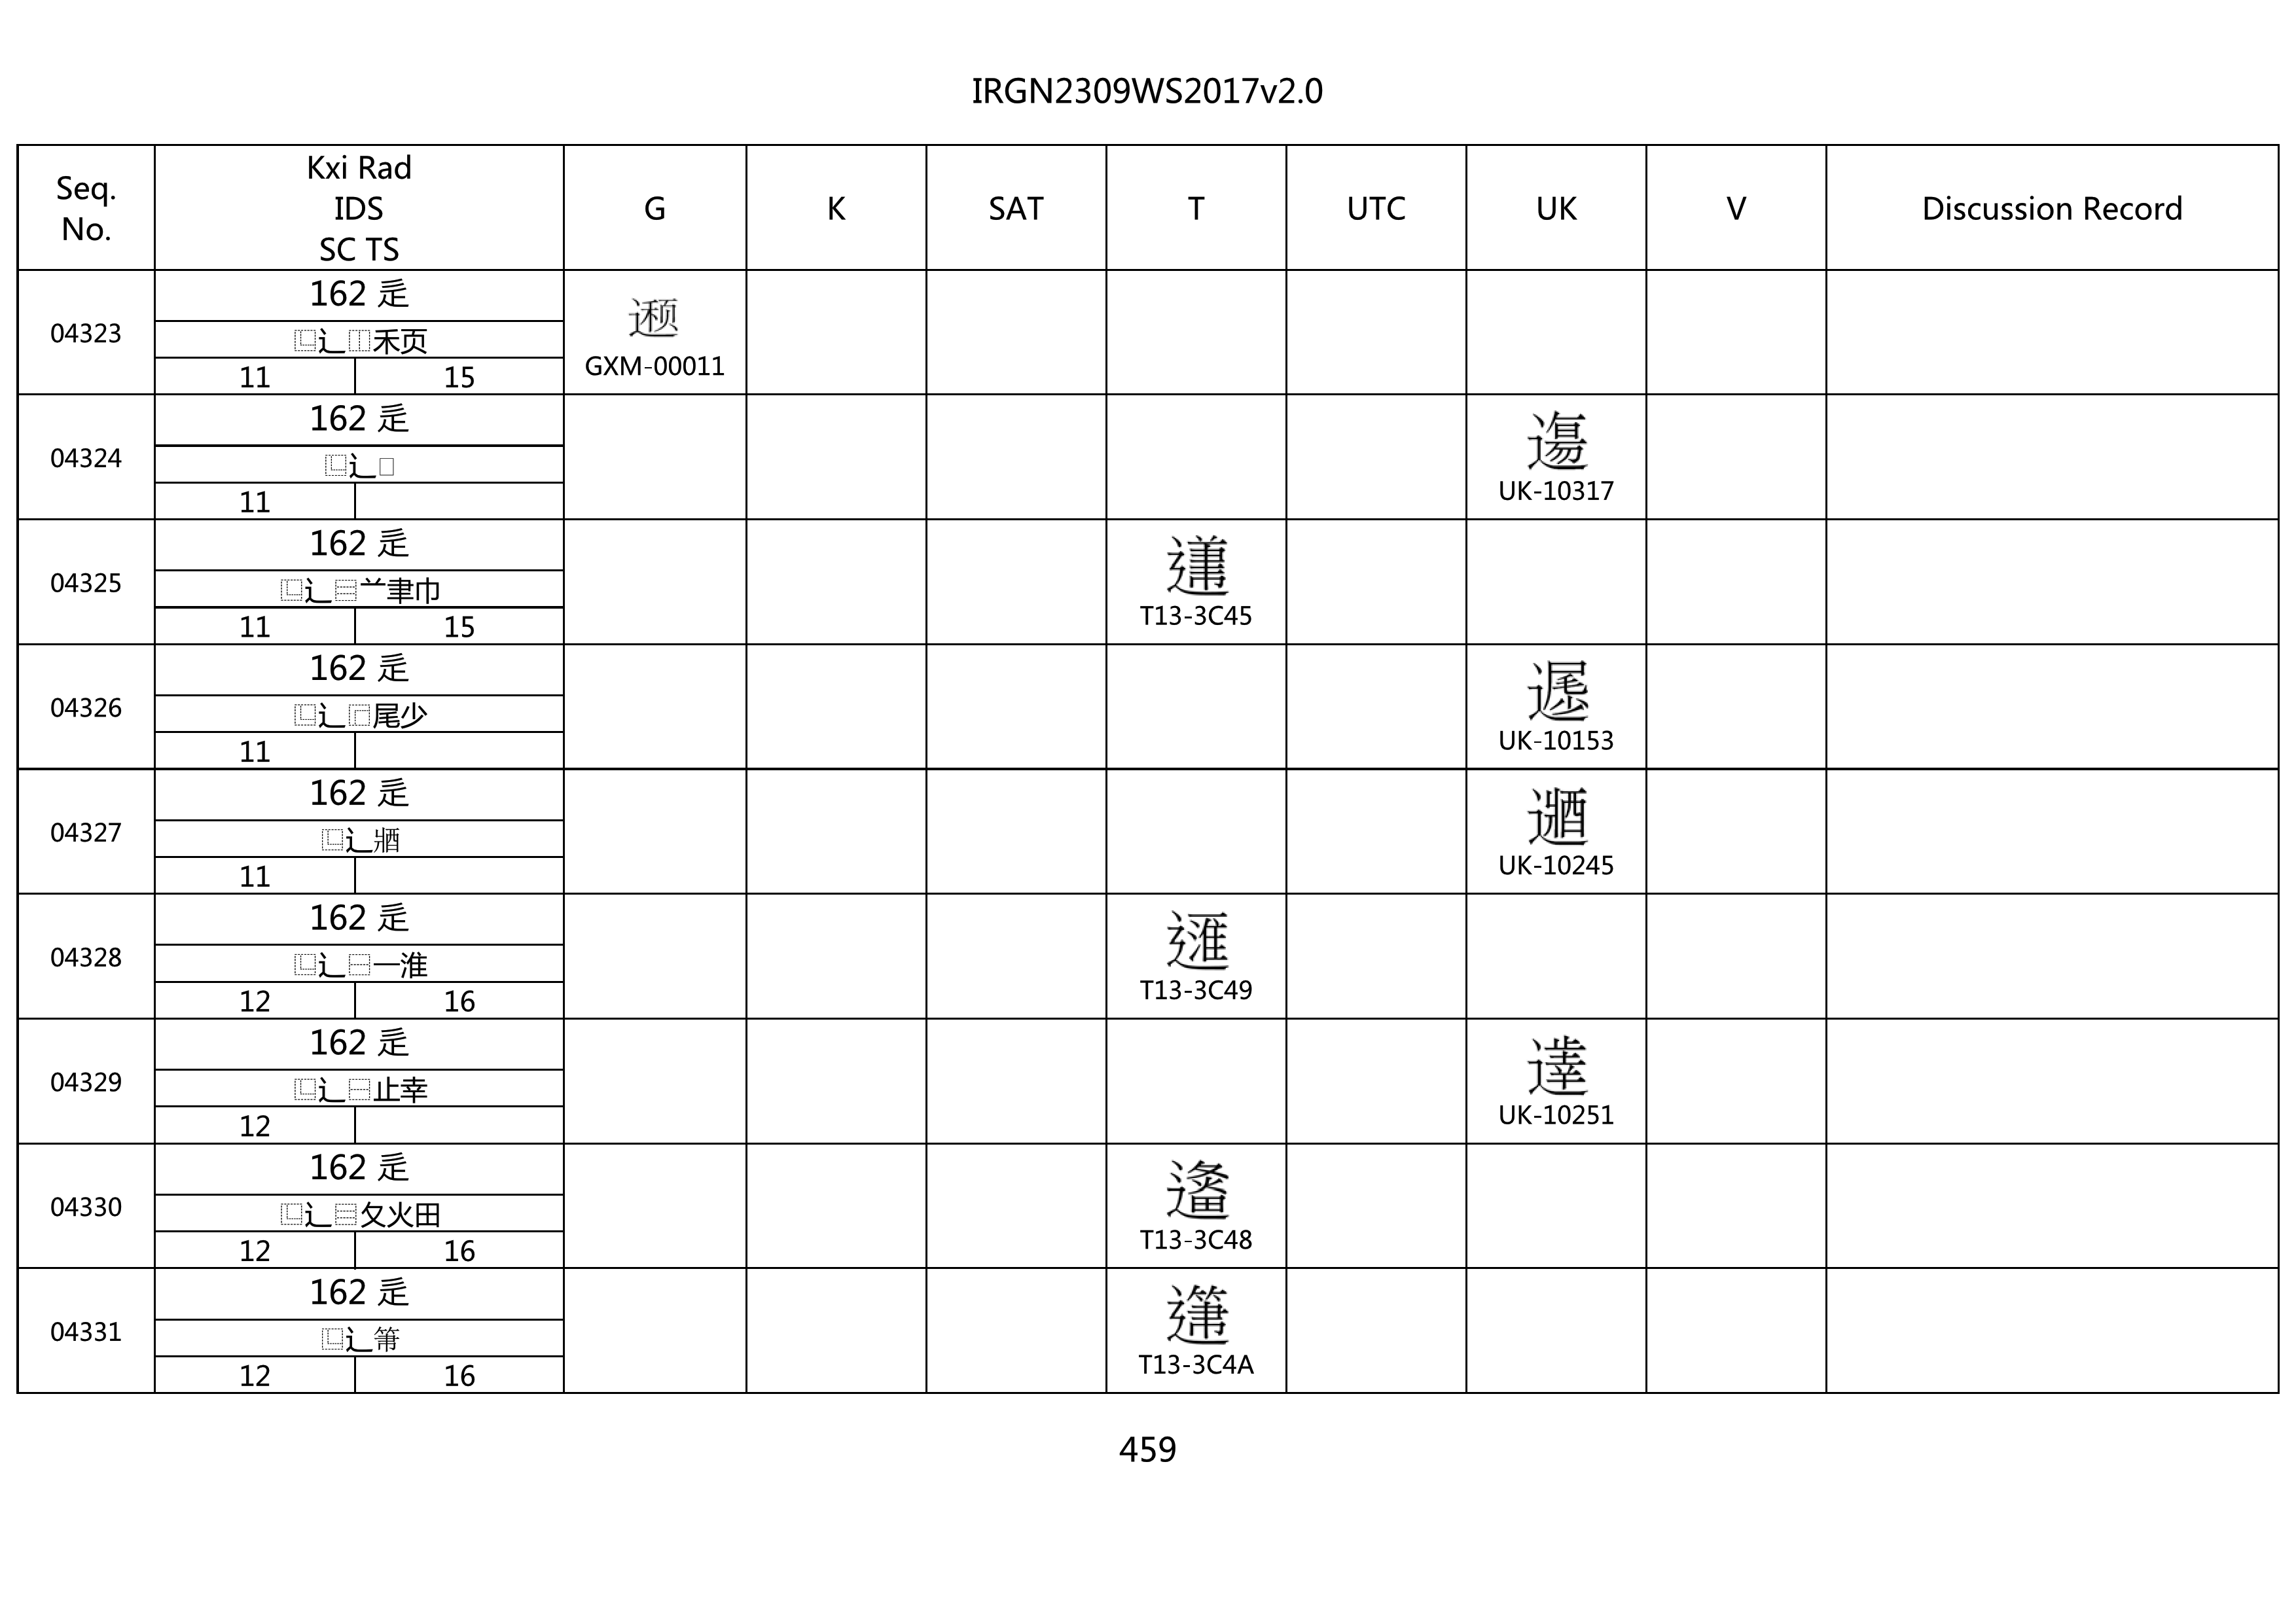 IRGN2309WS2017v2.0
Seq. No. Kxi Rad IDS SC TS G K SAT T UTC UK V Discussion Record
04323
162 辵
⿺辶⿰禾页
11 15
GXM-00011
04324
162 辵
⿺辶
11
UK-10317
04325
162 辵
⿺辶⿳䒑聿巾
11 15
T13-3C45
04326
162 辵
⿺辶⿸尾少
11
UK-10153
04327
162 辵
⿺辶
11
UK-10245
04328
162 辵
⿺辶⿱一淮
12 16
T13-3C49
04329
162 辵
⿺辶⿱止幸
12
UK-10251
04330
162 辵
⿺辶⿳夂火田
12 16
T13-3C48
04331
162 辵
⿺辶
12 16
T13-3C4A
459